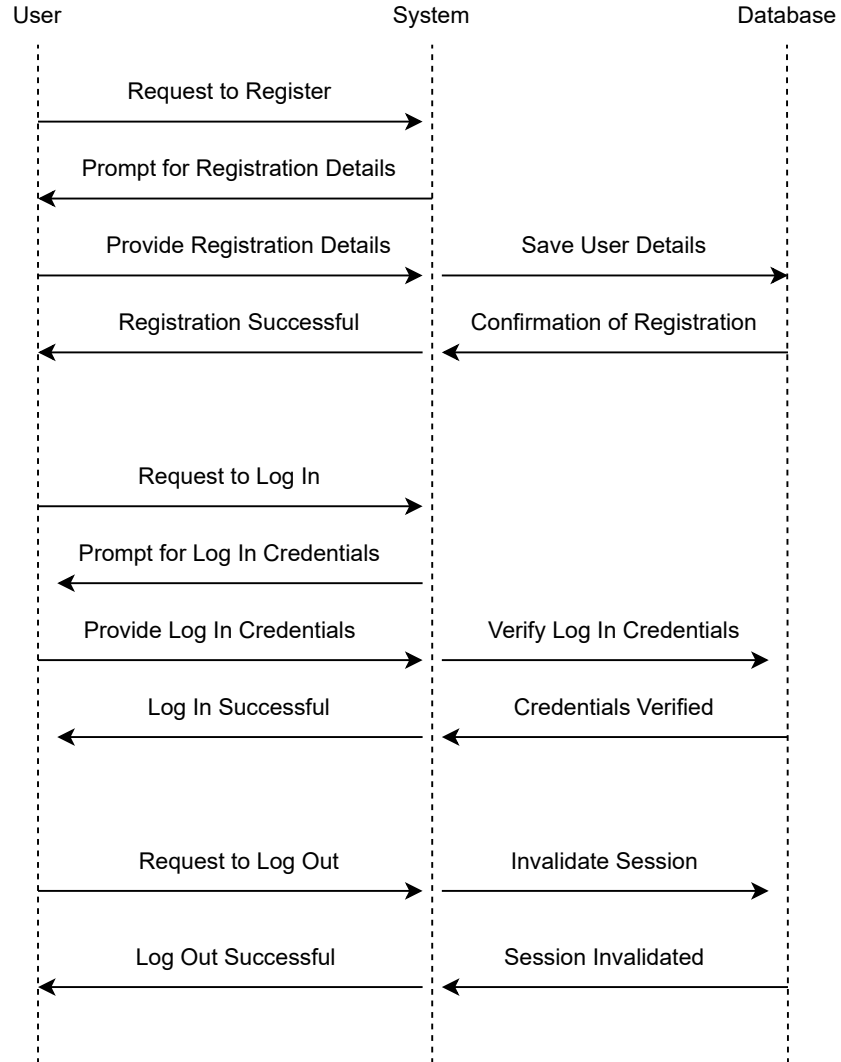 User
System
Database
Request to Register
Prompt for Registration Details
Provide Registration Details
Save User Details
Registration Successful
Confirmation of Registration
Request to Log In
Prompt for Log In Credentials
Provide Log In Credentials
Verify Log In Credentials
Log In Successful
Credentials Verified
Request to Log Out
Invalidate Session
Log Out Successful
Session Invalidated